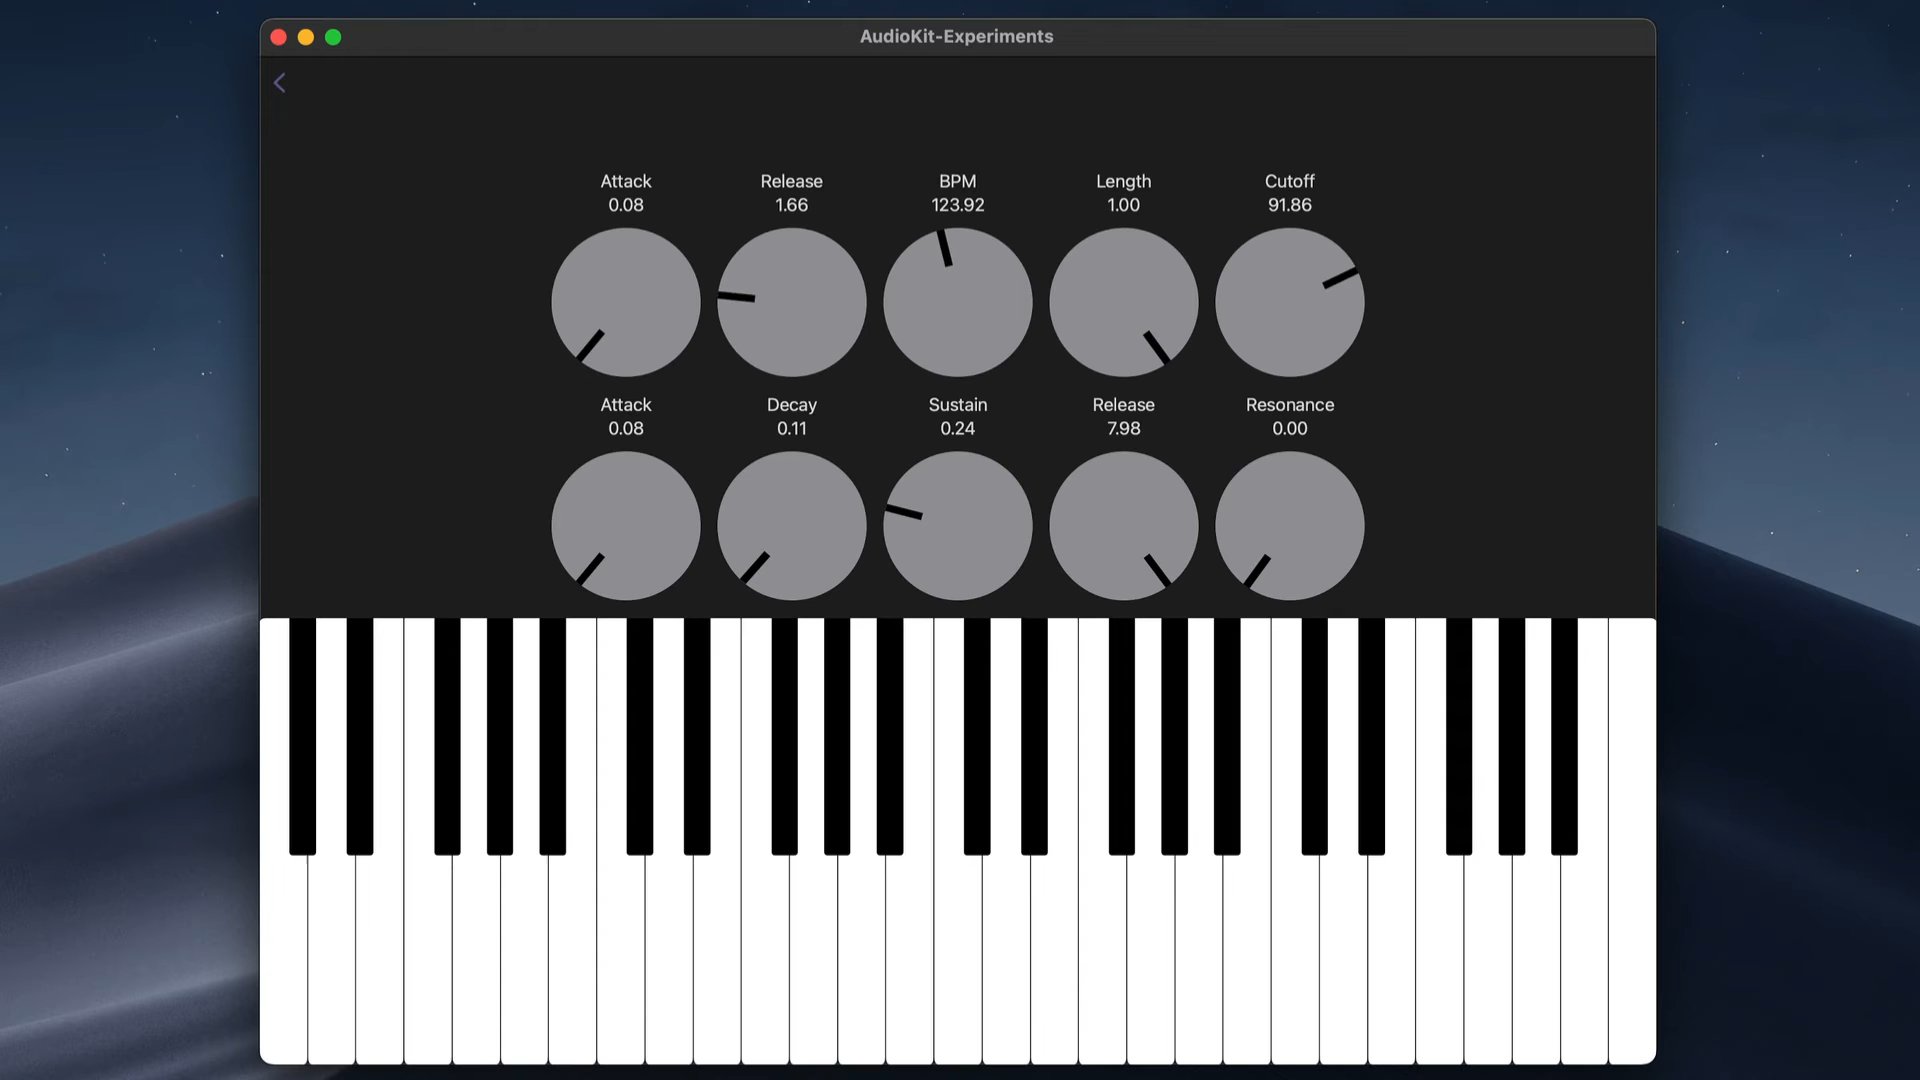 AudioKit-Experiments
Attack Release BPM Length Cutoff
0.08 1.66 123.92 1.00 91.86
Attack Decay Sustain Release Resonance
0.08 0.11 0.24 7.98 0.00